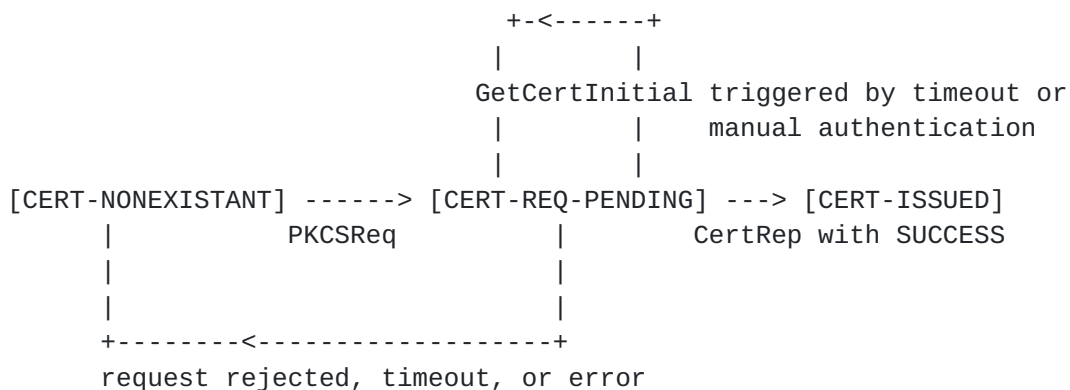 +-<------+
| |
GetCertInitial triggered by timeout or
| | manual authentication
| |
[CERT-NONEXISTANT] ------> [CERT-REQ-PENDING] ---> [CERT-ISSUED]
| PKCSReq | CertRep with SUCCESS
| |
| |
+--------<-------------------+
request rejected, timeout, or error